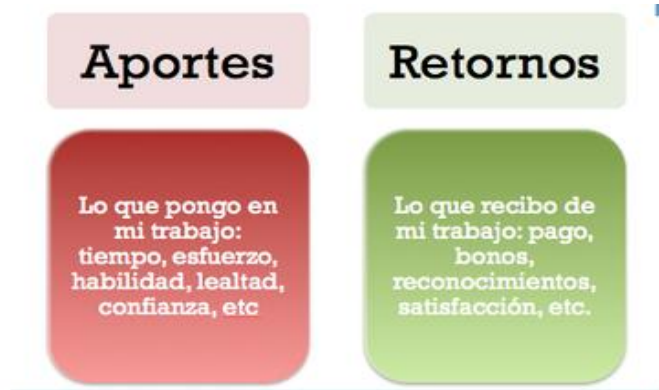 Aportes
Retornos
Lo que pongo en
mi trabajo:
tiempo, esfuerzo,
habilidad, lealtad,
confianza, etc
Lo que recibo de
mi trabajo: pago,
bonos,
reconocimientos,
satisfacción, etc.